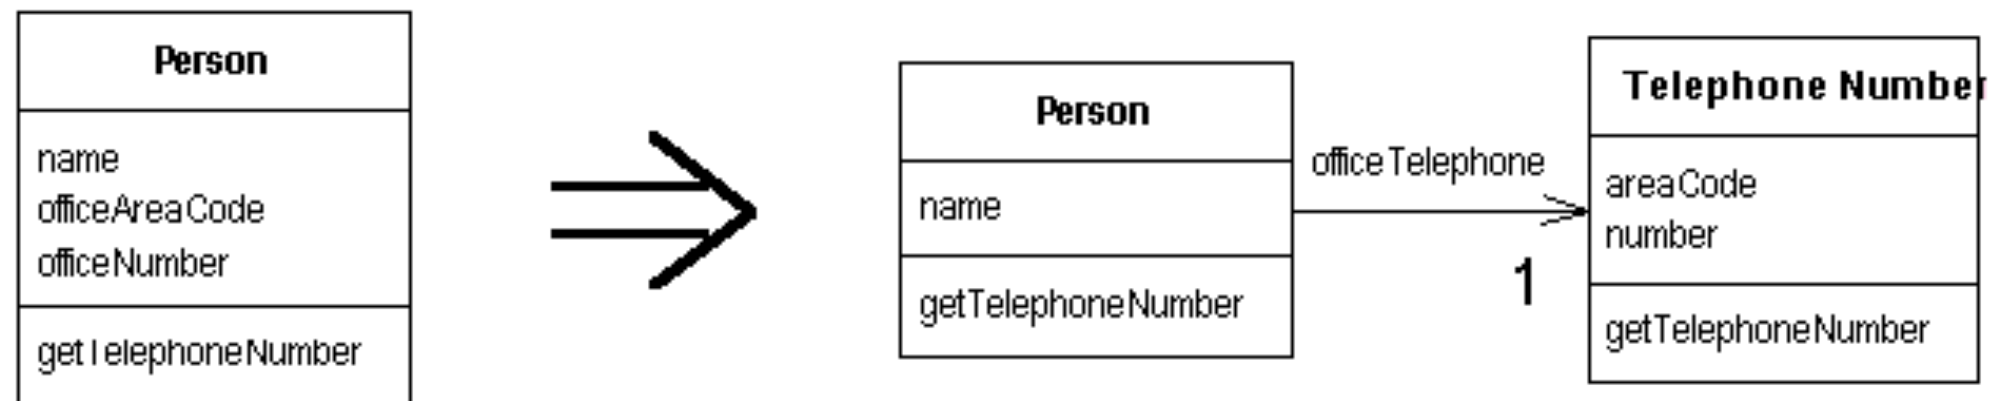 Person
name
officeAreaCode
officeNumber
getTelephoneNumber
Person
name
getTelephoneNumber
officeTelephone
1
Telephone Number
areaCode
number
getTelephoneNumber